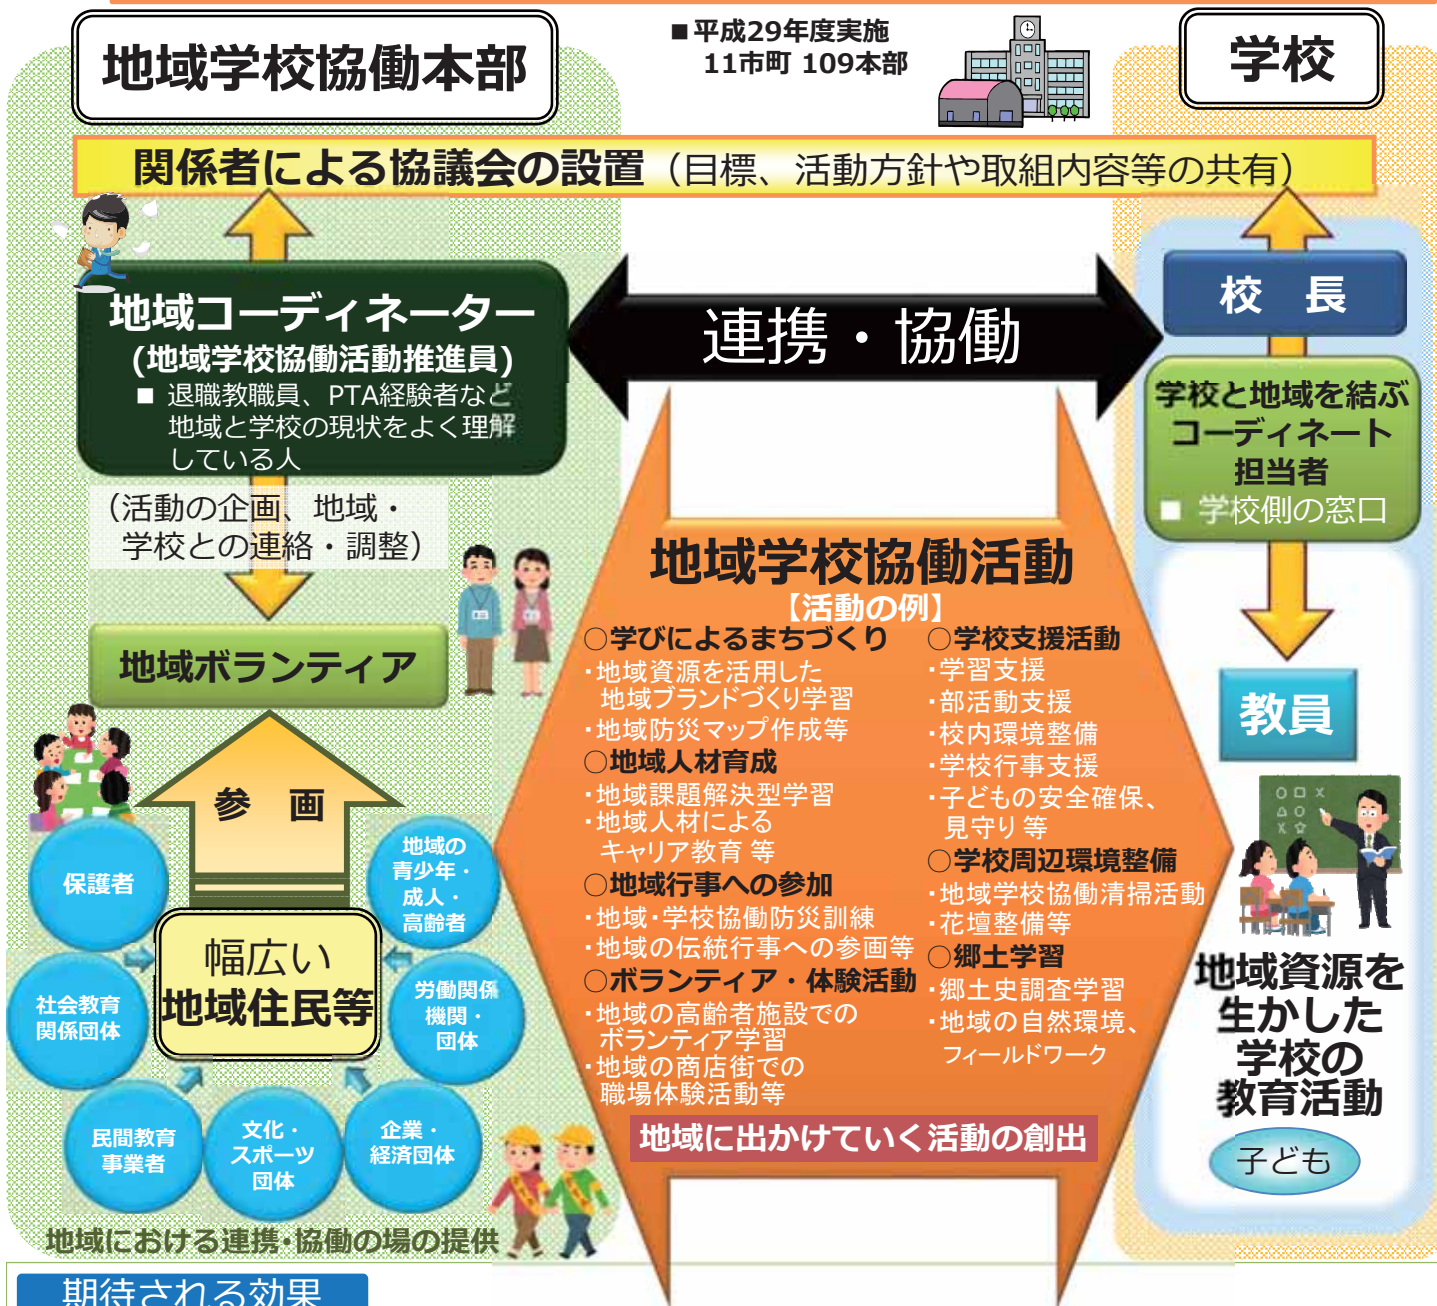 地域学校協働本部
■平成29年度実施
11市町 109本部
学校
関係者による協議会の設置（目標、活動方針や取組内容等の共有）
地域コーディネーター
(地域学校協働活動推進員)
■ 退職教職員、PTA経験者など
地域と学校の現状をよく理解
している人
（活動の企画、地域・
学校との連絡・調整）
地域ボランティア
参 画
保護者
地域の
青少年・
成人・
高齢者
社会教育
関係団体
幅広い
地域住民等
労働関係
機関・
団体
民間教育
事業者
文化・
スポーツ
団体
企業・
経済団体
地域における連携・協働の場の提供
連携・協働
地域学校協働活動
【活動の例】
○学びによるまちづくり
・地域資源を活用した
地域ブランドづくり学習
・地域防災マップ作成等
○地域人材育成
・地域課題解決型学習
・地域人材による
キャリア教育 等
○地域行事への参加
・地域・学校協働防災訓練
・地域の伝統行事への参画等
○ボランティア・体験活動
・地域の高齢者施設での
ボランティア学習
・地域の商店街での
職場体験活動等
○学校支援活動
・学習支援
・部活動支援
・校内環境整備
・学校行事支援
・子どもの安全確保、
見守り 等
○学校周辺環境整備
・地域学校協働清掃活動
・花壇整備等
○郷土学習
・郷土史調査学習
・地域の自然環境、
フィールドワーク
地域に出かけていく活動の創出
校 長
学校と地域を結ぶ
コーディネート
担当者
■ 学校側の窓口
教員
地域資源を
生かした
学校の
教育活動
子ども
期待される効果